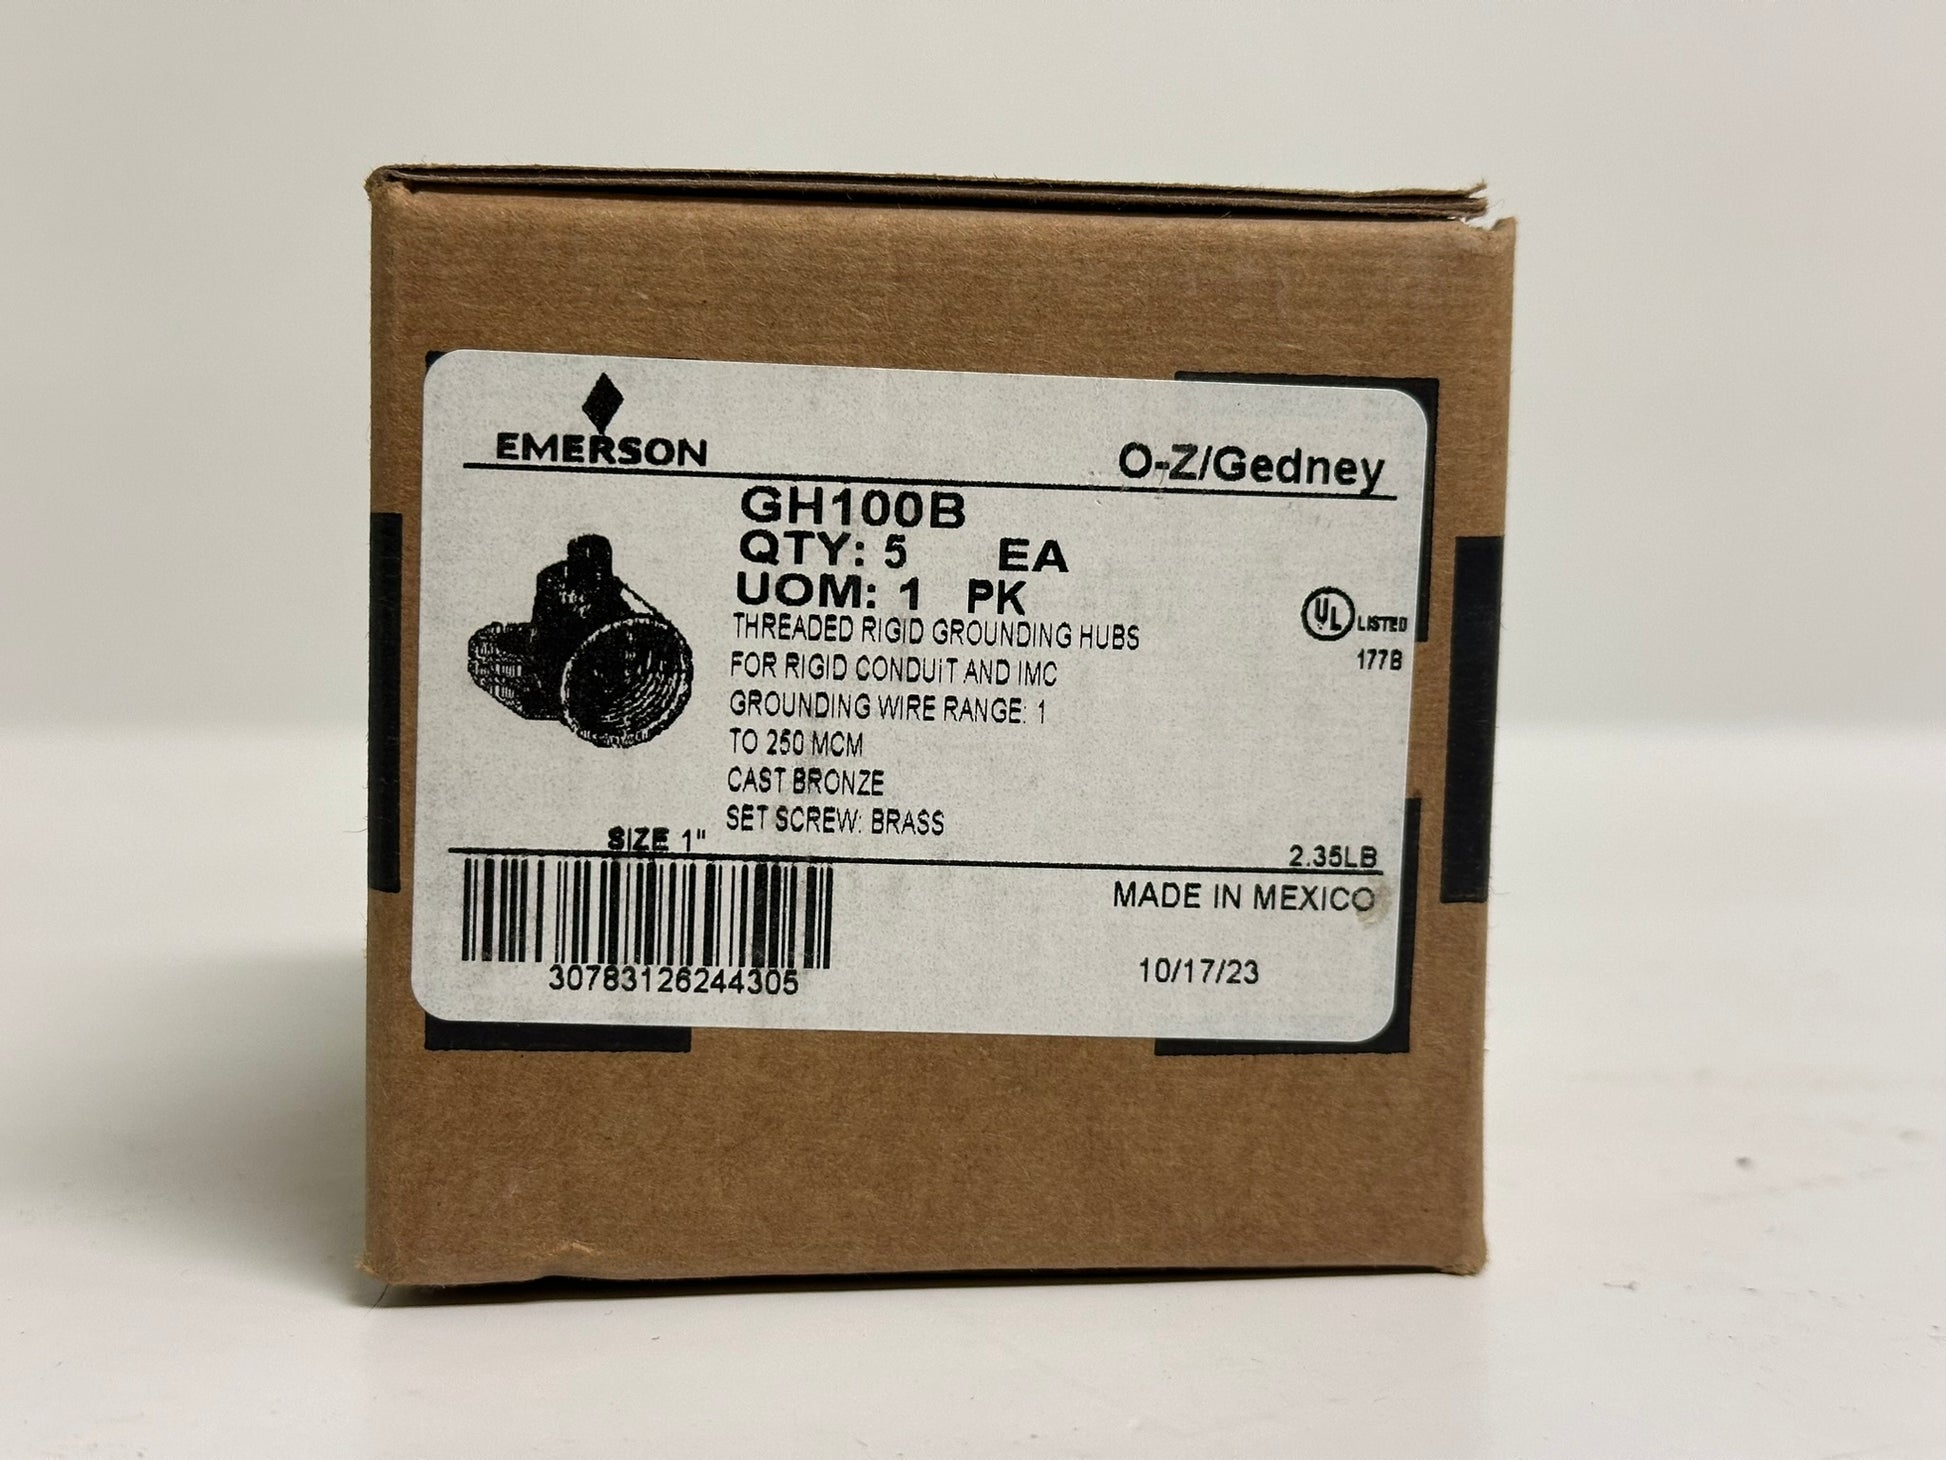 EMERSON
O-Z/Gedney
GH100B
QTY: 5 EA
UOM: 1 PK
THREADED RIGID GROUNDING HUBS
FOR RIGID CONDUIT AND IMC
GROUNDING WIRE RANGE: 1
TO 250 MCM
CAST BRONZE
SET SCREW: BRASS
UL LISTED
177B
SIZE 1"
2.35LB
30783126244305
MADE IN MEXICO
10/17/23